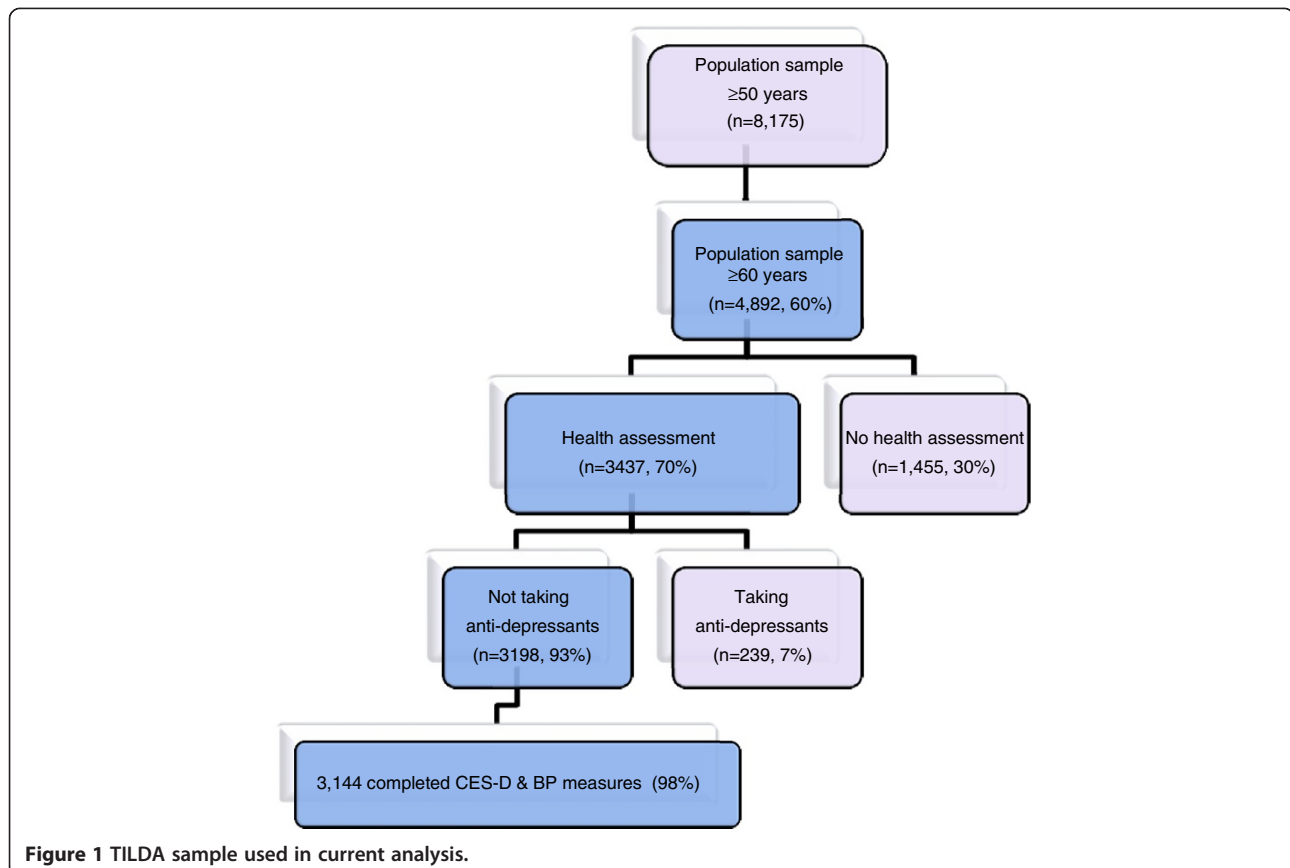 Population sample
≥50 years
(n=8,175)
Population sample
≥60 years
(n=4,892, 60%)
Health assessment
(n=3437, 70%)
No health assessment
(n=1,455, 30%)
Not taking
anti-depressants
(n=3198, 93%)
Taking
anti-depressants
(n=239, 7%)
3,144 completed CES-D & BP measures (98%)
Figure 1 TILDA sample used in current analysis.